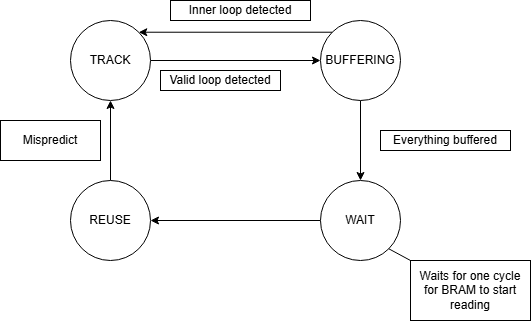 Inner loop detected
TRACK
BUFFERING
Valid loop detected
Mispredict
Everything buffered
REUSE
WAIT
Waits for one cycle
for BRAM to start
reading